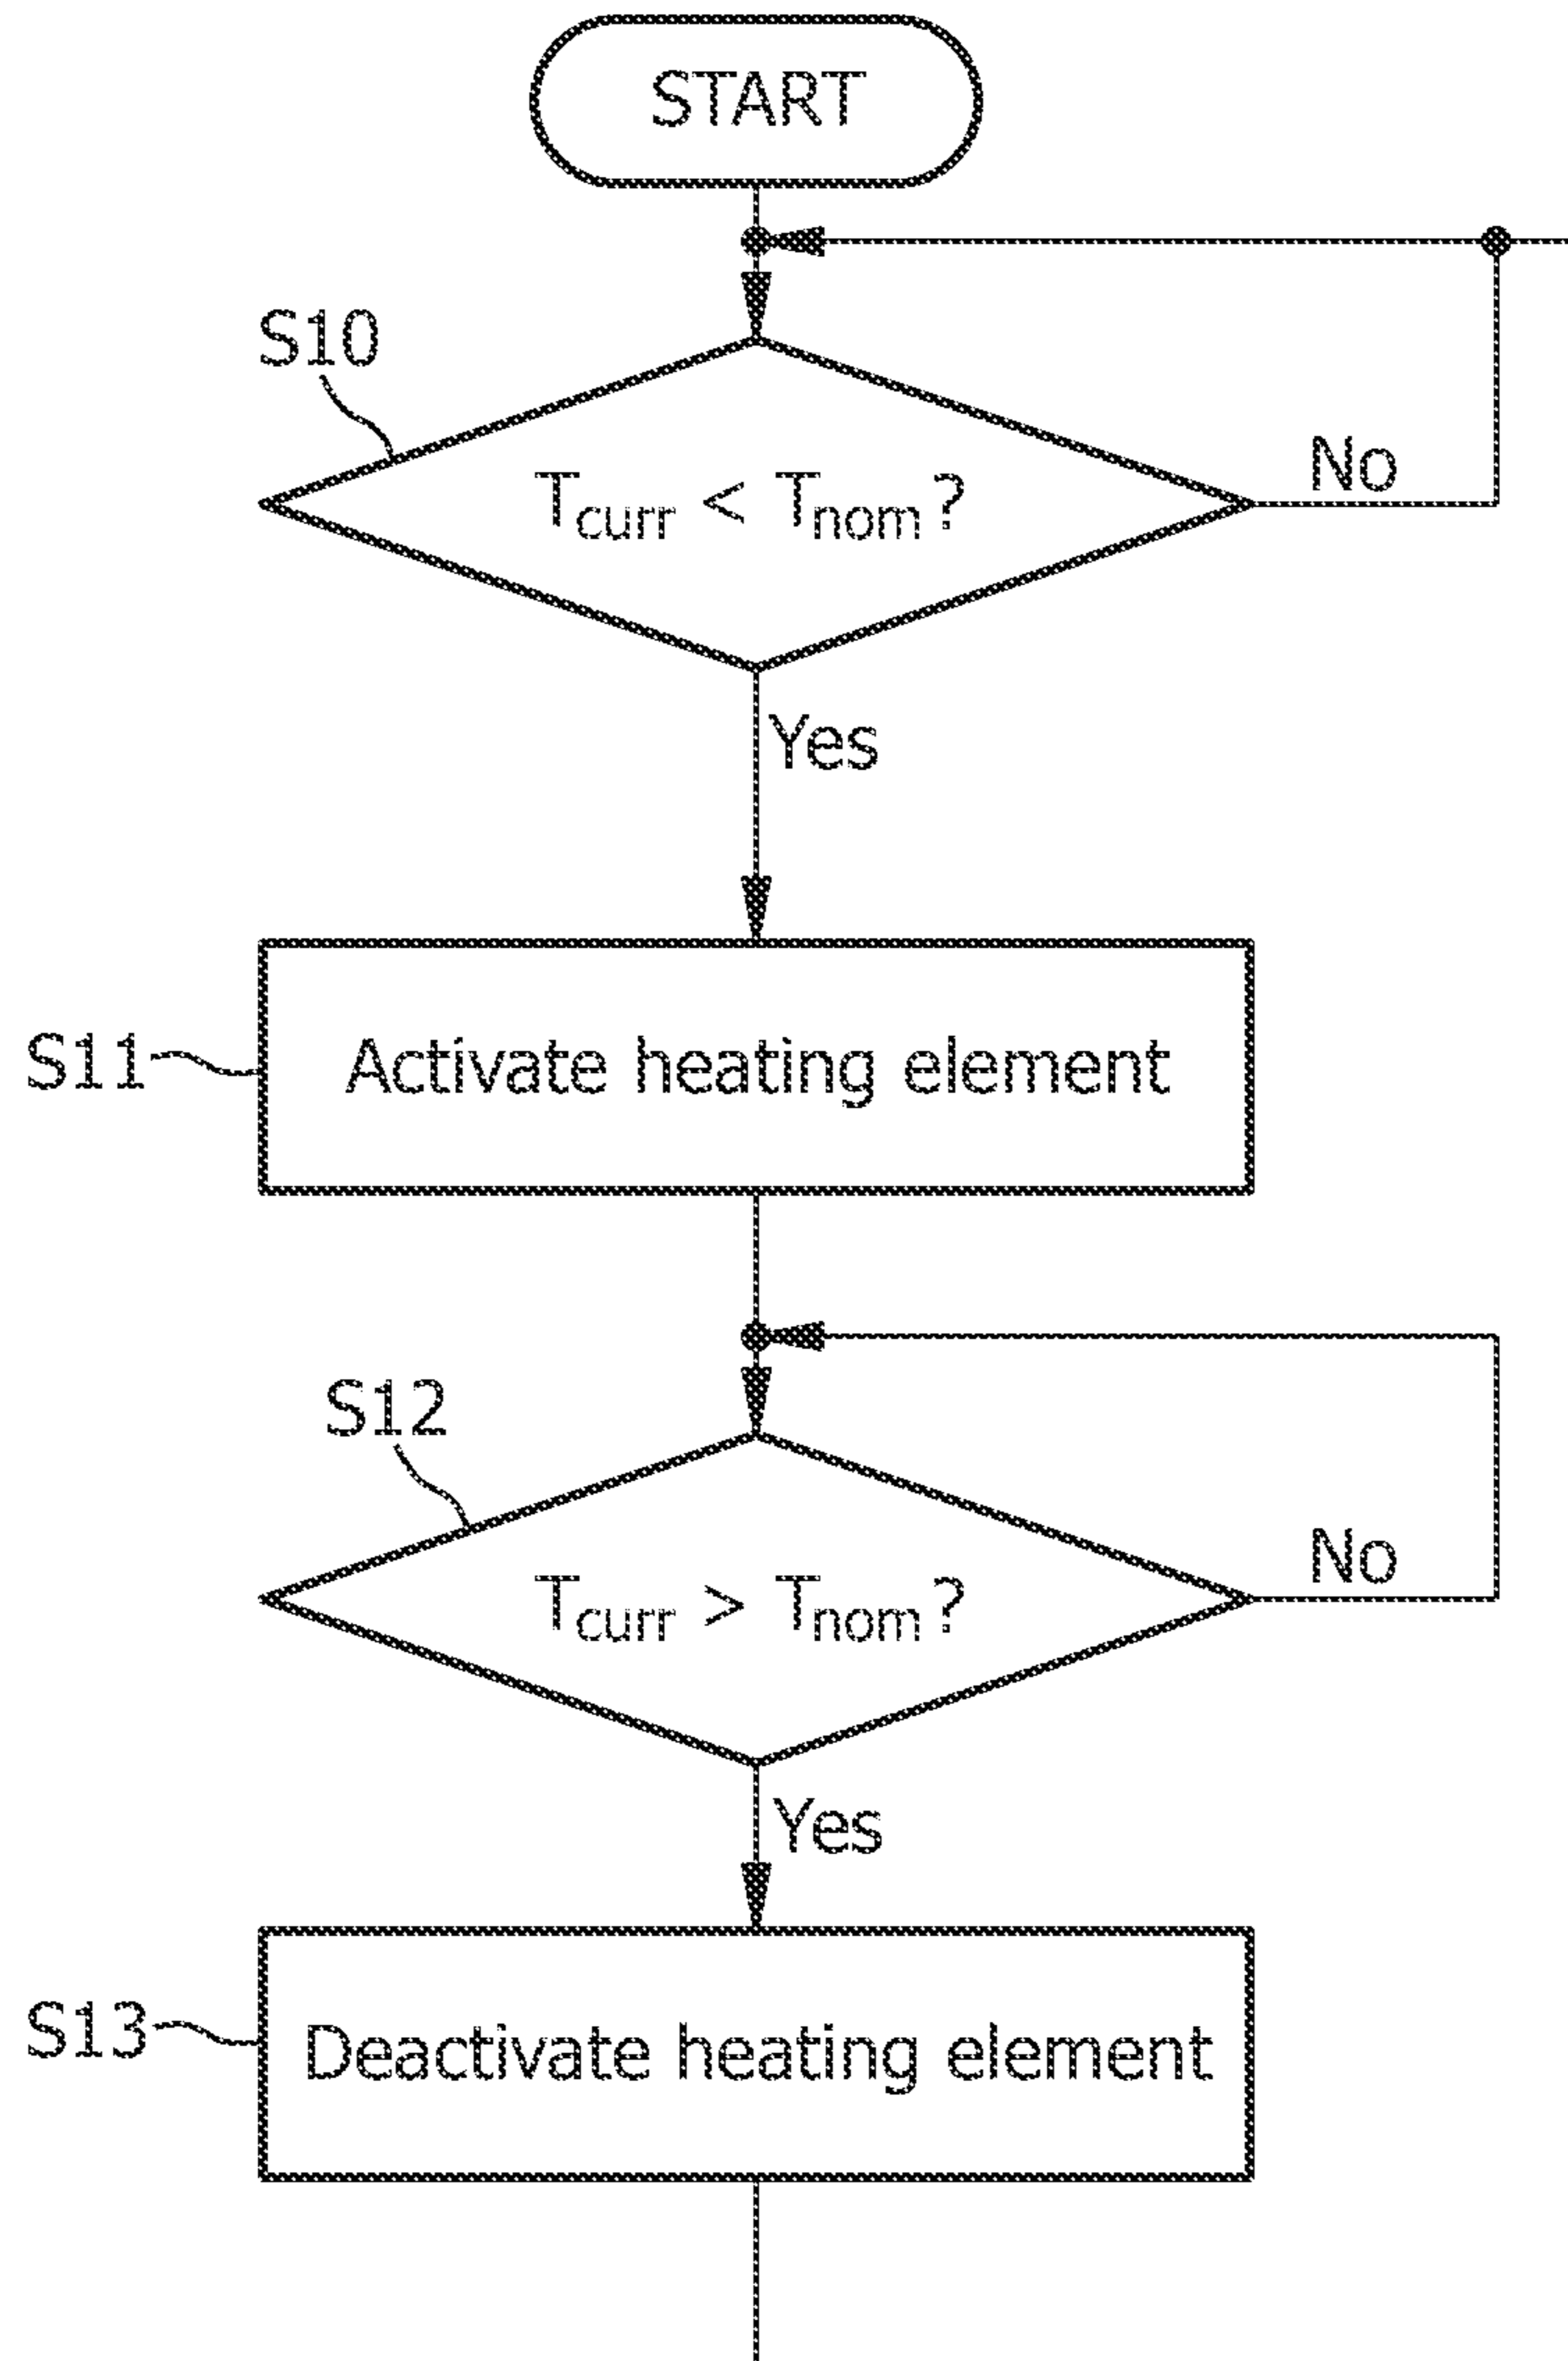 START
S10
Tcurr < Tnom?
No
Yes
S11
Activate heating element
S12
Tcurr > Tnom?
No
Yes
S13
Deactivate heating element